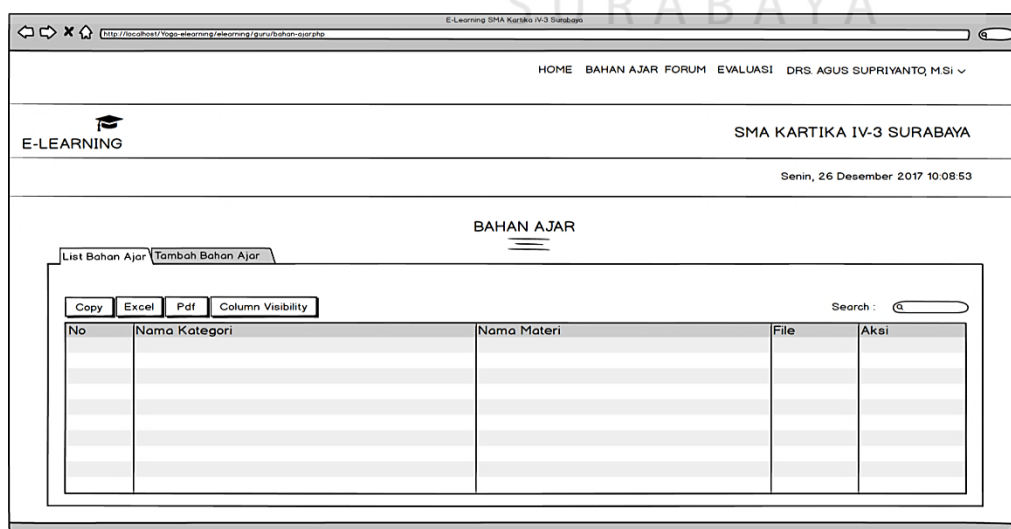 SURABAYA
E-Learning SMA Kartika IV-3 Surabaya
http://localhost/Yoga-elearning/elearning/guru/bahan-ajar.php
HOME BAHAN AJAR FORUM EVALUASI DRS. AGUS SUPRIYANTO, M.Si
E-LEARNING
SMA KARTIKA IV-3 SURABAYA
Senin, 26 Desember 2017 10:08:53
BAHAN AJAR
List Bahan Ajar Tambah Bahan Ajar
Copy Excel Pdf Column Visibility Search :
No Nama Kategori Nama Materi File Aksi